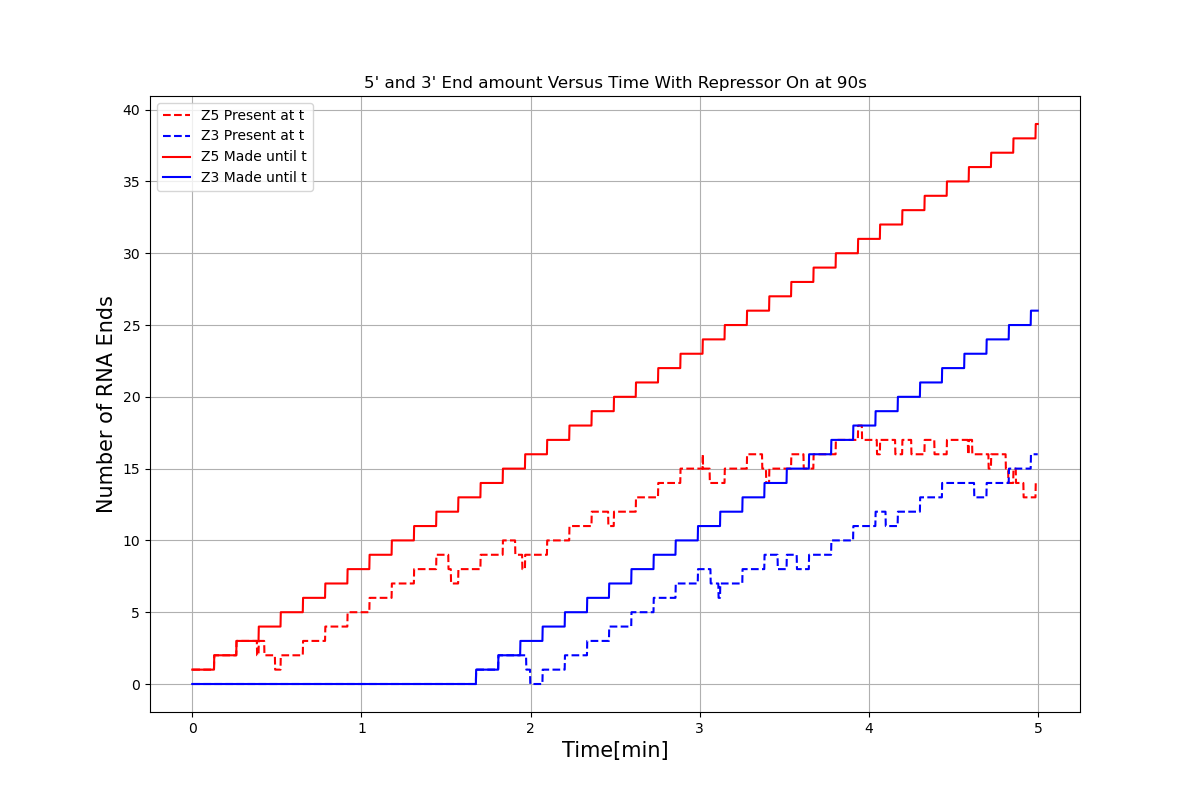 5' and 3' End amount Versus Time With Repressor On at 90s
Z5 Present at t
Z3 Present at t
Z5 Made until t
Z3 Made until t
Number of RNA Ends
40
35
30
25
20
15
10
5
0
0 1 2 3 4 5
Time[min]